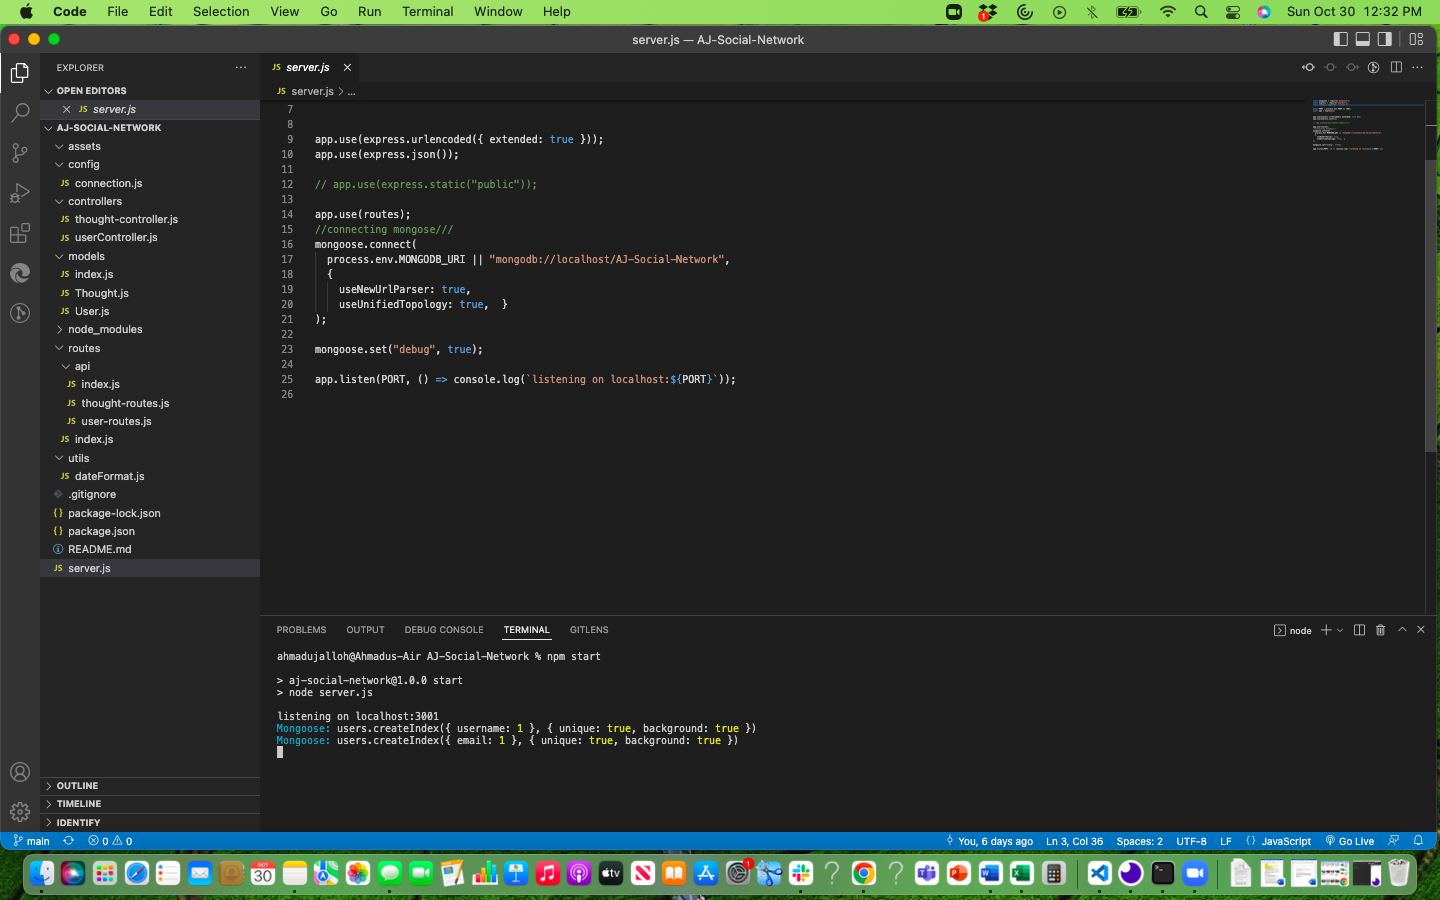 Code File Edit Selection View Go Run Terminal Window Help 1 Sun Oct 30 12:32 PM
server.js — AJ-Social-Network
EXPLORER
JS server.js
OPEN EDITORS
JS server.js > ...
JS server.js
AJ-SOCIAL-NETWORK
assets
config
JS connection.js
controllers
JS thought-controller.js
JS userController.js
models
JS index.js
JS Thought.js
JS User.js
node_modules
routes
api
JS index.js
JS thought-routes.js
JS user-routes.js
JS index.js
utils
JS dateFormat.js
.gitignore
{} package-lock.json
{} package.json
README.md
JS server.js
OUTLINE
TIMELINE
IDENTIFY
7
8
9 app.use(express.urlencoded({ extended: true }));
10 app.use(express.json());
11
12 // app.use(express.static("public"));
13
14 app.use(routes);
15 //connecting mongose///
16 mongoose.connect(
17 process.env.MONGODB_URI || "mongodb://localhost/AJ-Social-Network",
18 {
19 useNewUrlParser: true,
20 useUnifiedTopology: true,  }
21 );
22
23 mongoose.set("debug", true);
24
25 app.listen(PORT, () => console.log(`listening on localhost:${PORT}`));
26
PROBLEMS OUTPUT DEBUG CONSOLE TERMINAL GITLENS node
ahmadujalloh@Ahmadus-Air AJ-Social-Network % npm start
> aj-social-network@1.0.0 start
> node server.js
listening on localhost:3001
Mongoose: users.createIndex({ username: 1 }, { unique: true, background: true })
Mongoose: users.createIndex({ email: 1 }, { unique: true, background: true })
main 0 0 You, 6 days ago Ln 3, Col 36 Spaces: 2 UTF-8 LF {} JavaScript Go Live
OCT
30
tv
1